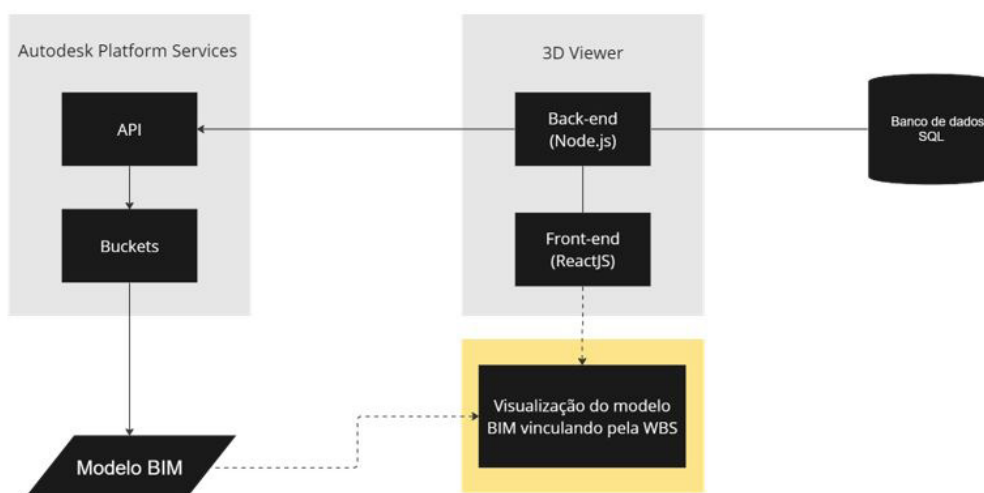 Autodesk Platform Services
3D Viewer
API
Back-end
(Node.js)
Banco de dados
SQL
Buckets
Front-end
(ReactJS)
Visualização do modelo
BIM vinculando pela WBS
Modelo BIM